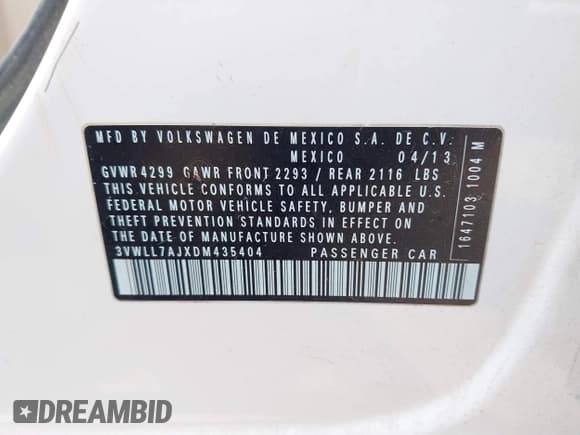 MFD BY VOLKSWAGEN DE MEXICO S.A. DE C.V.
MEXICO 04/13
GVWR 4299 GAWR FRONT 2293 / REAR 2116 LBS
THIS VEHICLE CONFORMS TO ALL APPLICABLE U.S.
FEDERAL MOTOR VEHICLE SAFETY, BUMPER AND
THEFT PREVENTION STANDARDS IN EFFECT ON
THE DATE OF MANUFACTURE SHOWN ABOVE.
3VWLL7AJXDM435404 PASSENGER CAR
1647103 1004 M
DREAMBID